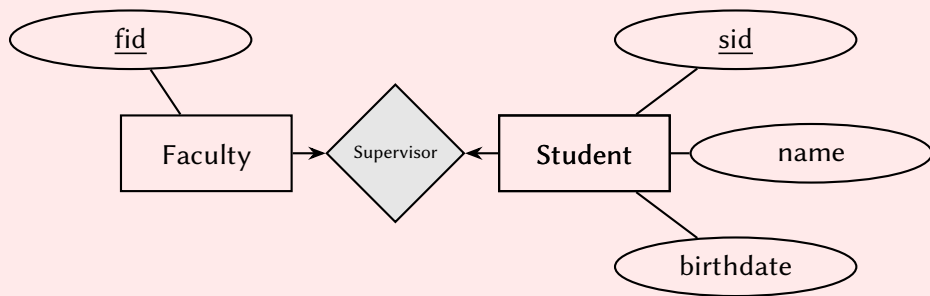 fid
sid
Faculty
Supervisor
Student
name
birthdate